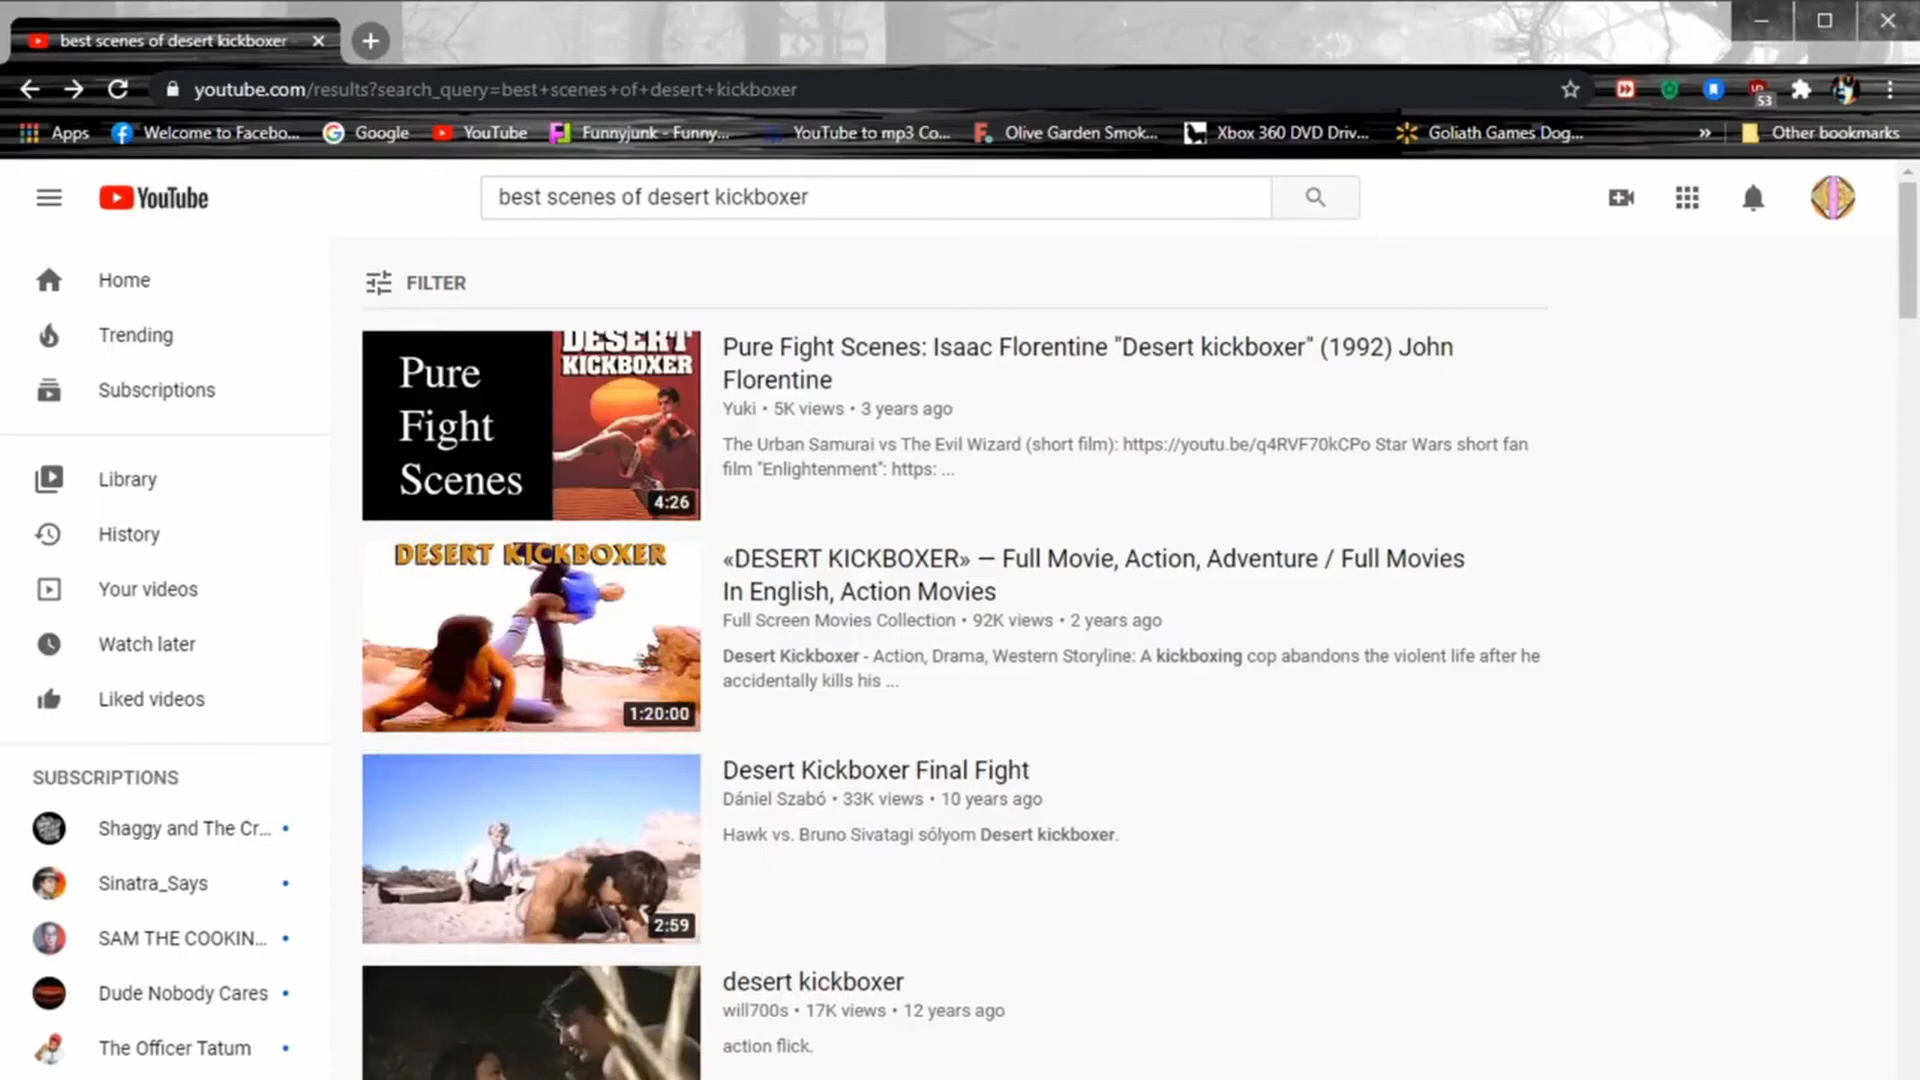 best scenes of desert kickboxer
youtube.com/results?search_query=best+scenes+of+desert+kickboxer
53
Apps
Welcome to Facebo...
Google
YouTube
Funnyjunk - Funny...
YouTube to mp3 Co...
Olive Garden Smok...
Xbox 360 DVD Driv...
Goliath Games Dog...
»
Other bookmarks
YouTube
best scenes of desert kickboxer
Home
Trending
Subscriptions
Library
History
Your videos
Watch later
Liked videos
SUBSCRIPTIONS
Shaggy and The Cr...
Sinatra_Says
SAM THE COOKIN...
Dude Nobody Cares
The Officer Tatum
FILTER
Pure
Fight
Scenes
DESERT
KICKBOXER
4:26
Pure Fight Scenes: Isaac Florentine "Desert kickboxer" (1992) John
Florentine
Yuki • 5K views • 3 years ago
The Urban Samurai vs The Evil Wizard (short film): https://youtu.be/q4RVF70kCPo Star Wars short fan
film "Enlightenment": https: ...
DESERT KICKBOXER
1:20:00
«DESERT KICKBOXER» — Full Movie, Action, Adventure / Full Movies
In English, Action Movies
Full Screen Movies Collection • 92K views • 2 years ago
Desert Kickboxer - Action, Drama, Western Storyline: A kickboxing cop abandons the violent life after he
accidentally kills his ...
2:59
Desert Kickboxer Final Fight
Dániel Szabó • 33K views • 10 years ago
Hawk vs. Bruno Sivatagi sólyom Desert kickboxer.
desert kickboxer
will700s • 17K views • 12 years ago
action flick.